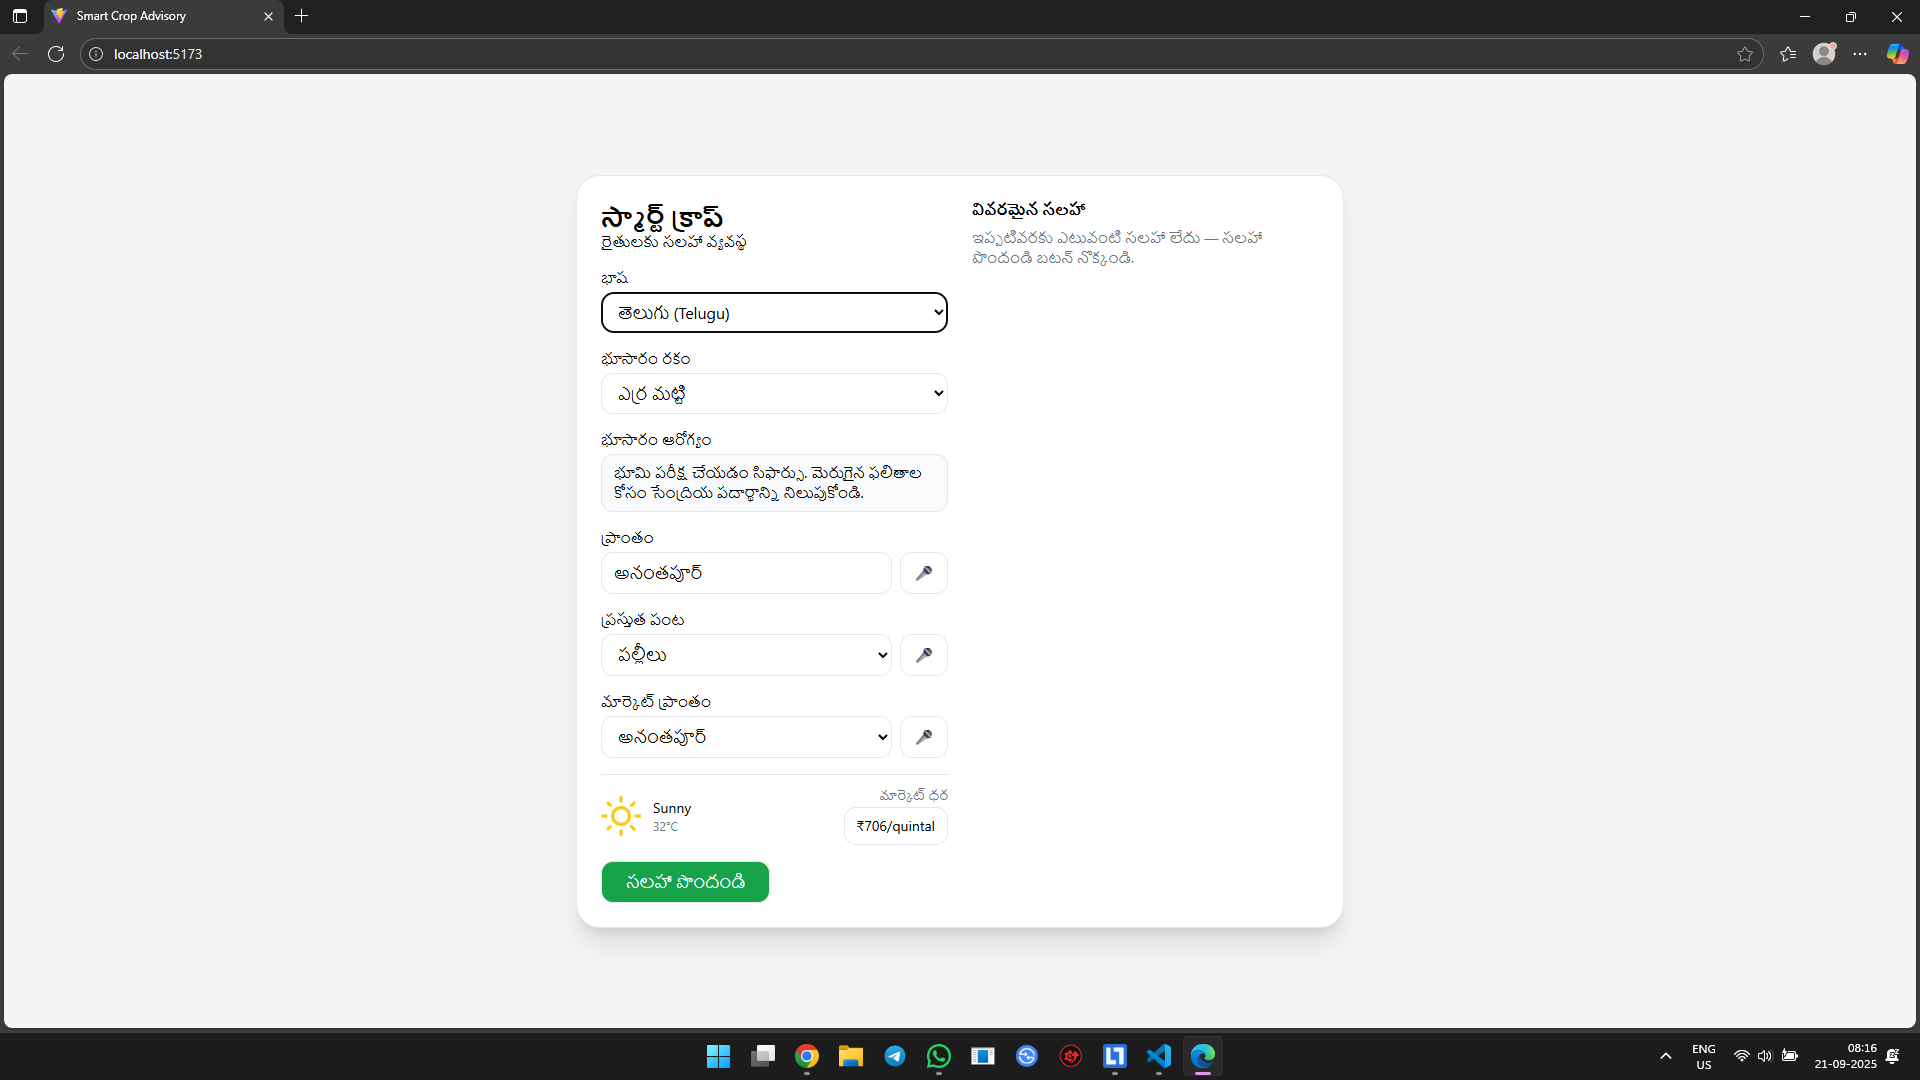 Smart Crop Advisory
localhost:5173
స్మార్ట్ క్రాప్
రైతులకు సలహా వ్యవస్థ
భాష
తెలుగు (Telugu)
భూసారం రకం
ఎర్ర మట్టి
భూసారం ఆరోగ్యం
భూమి పరీక్ష చేయడం సిఫార్సు. మెరుగైన ఫలితాల
కోసం సేంద్రియ పదార్థాన్ని నిలుపుకోండి.
ప్రాంతం
అనంతపూర్
ప్రస్తుత పంట
పల్లీలు
మార్కెట్ ప్రాంతం
అనంతపూర్
Sunny
32°C
మార్కెట్ ధర
₹706/quintal
సలహా పొందండి
వివరమైన సలహా
ఇప్పటివరకు ఎటువంటి సలహా లేదు — సలహా
పొందండి బటన్ నొక్కండి.
ENG
US
08:16
21-09-2025